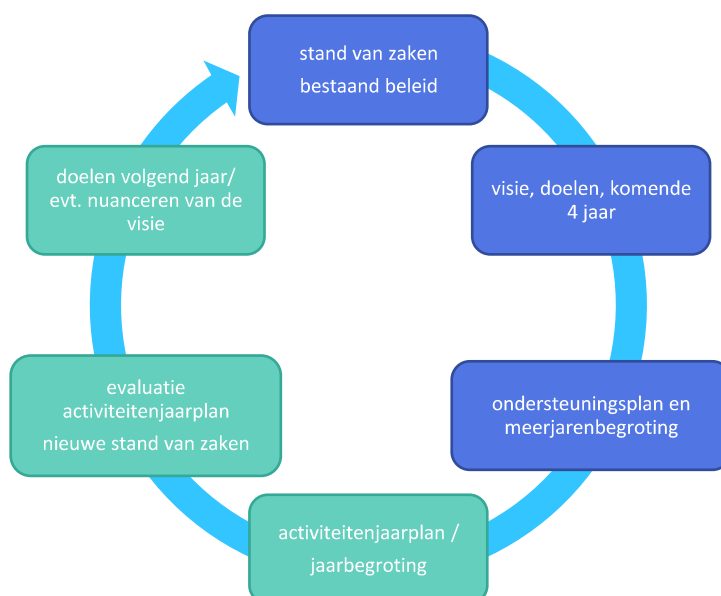 stand van zaken
bestaand beleid
visie, doelen, komende
4 jaar
ondersteuningsplan en
meerjarenbegroting
activiteitenjaarplan /
jaarbegroting
evaluatie
activiteitenjaarplan
nieuwe stand van zaken
doelen volgend jaar/
evt. nuanceren van de
visie